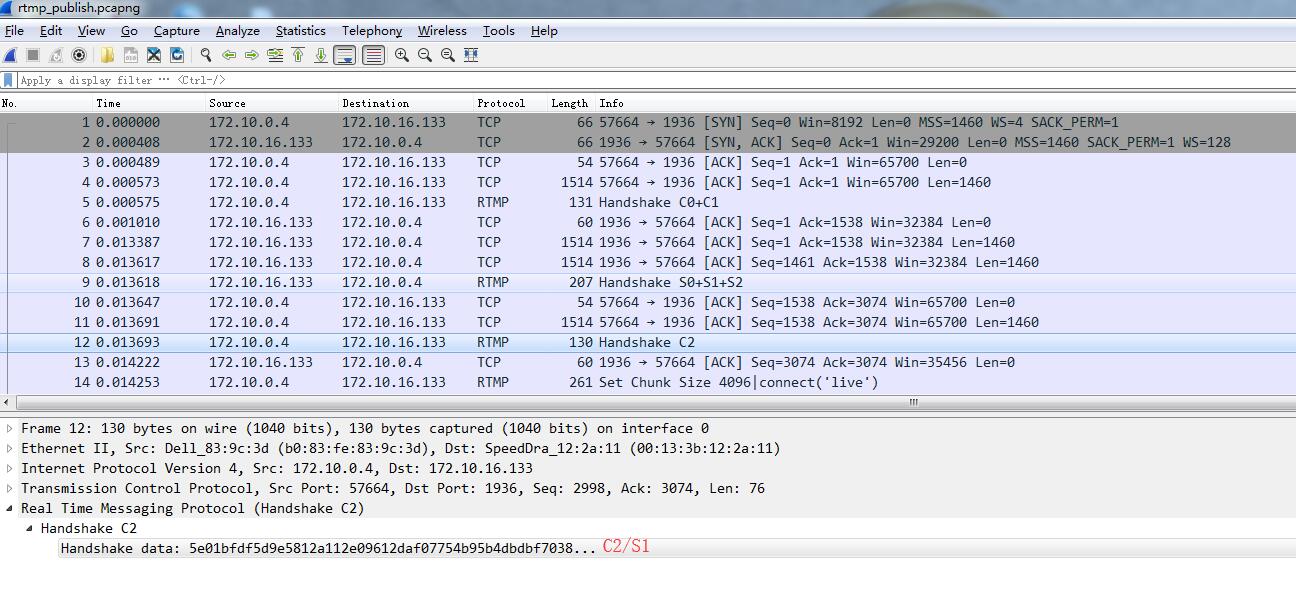 rtmp_publish.pcapng
File Edit View Go Capture Analyze Statistics Telephony Wireless Tools Help
Apply a display filter ··· <Ctrl-/>
No. Time Source Destination Protocol Length Info
1 0.000000 172.10.0.4 172.10.16.133 TCP 66 57664 → 1936 [SYN] Seq=0 Win=8192 Len=0 MSS=1460 WS=4 SACK_PERM=1
2 0.000408 172.10.16.133 172.10.0.4 TCP 66 1936 → 57664 [SYN, ACK] Seq=0 Ack=1 Win=29200 Len=0 MSS=1460 SACK_PERM=1 WS=128
3 0.000489 172.10.0.4 172.10.16.133 TCP 54 57664 → 1936 [ACK] Seq=1 Ack=1 Win=65700 Len=0
4 0.000573 172.10.0.4 172.10.16.133 TCP 1514 57664 → 1936 [ACK] Seq=1 Ack=1 Win=65700 Len=1460
5 0.000575 172.10.0.4 172.10.16.133 RTMP 131 Handshake C0+C1
6 0.001010 172.10.16.133 172.10.0.4 TCP 60 1936 → 57664 [ACK] Seq=1 Ack=1538 Win=32384 Len=0
7 0.013387 172.10.16.133 172.10.0.4 TCP 1514 1936 → 57664 [ACK] Seq=1 Ack=1538 Win=32384 Len=1460
8 0.013617 172.10.16.133 172.10.0.4 TCP 1514 1936 → 57664 [ACK] Seq=1461 Ack=1538 Win=32384 Len=1460
9 0.013618 172.10.16.133 172.10.0.4 RTMP 207 Handshake S0+S1+S2
10 0.013647 172.10.0.4 172.10.16.133 TCP 54 57664 → 1936 [ACK] Seq=1538 Ack=3074 Win=65700 Len=0
11 0.013691 172.10.0.4 172.10.16.133 TCP 1514 57664 → 1936 [ACK] Seq=1538 Ack=3074 Win=65700 Len=1460
12 0.013693 172.10.0.4 172.10.16.133 RTMP 130 Handshake C2
13 0.014222 172.10.16.133 172.10.0.4 TCP 60 1936 → 57664 [ACK] Seq=3074 Ack=3074 Win=35456 Len=0
14 0.014253 172.10.0.4 172.10.16.133 RTMP 261 Set Chunk Size 4096|connect('live')
Frame 12: 130 bytes on wire (1040 bits), 130 bytes captured (1040 bits) on interface 0
Ethernet II, Src: Dell_83:9c:3d (b0:83:fe:83:9c:3d), Dst: SpeedDra_12:2a:11 (00:13:3b:12:2a:11)
Internet Protocol Version 4, Src: 172.10.0.4, Dst: 172.10.16.133
Transmission Control Protocol, Src Port: 57664, Dst Port: 1936, Seq: 2998, Ack: 3074, Len: 76
Real Time Messaging Protocol (Handshake C2)
Handshake C2
Handshake data: 5e01bfdf5d9e5812a112e09612daf07754b95b4dbdbf7038... C2/S1